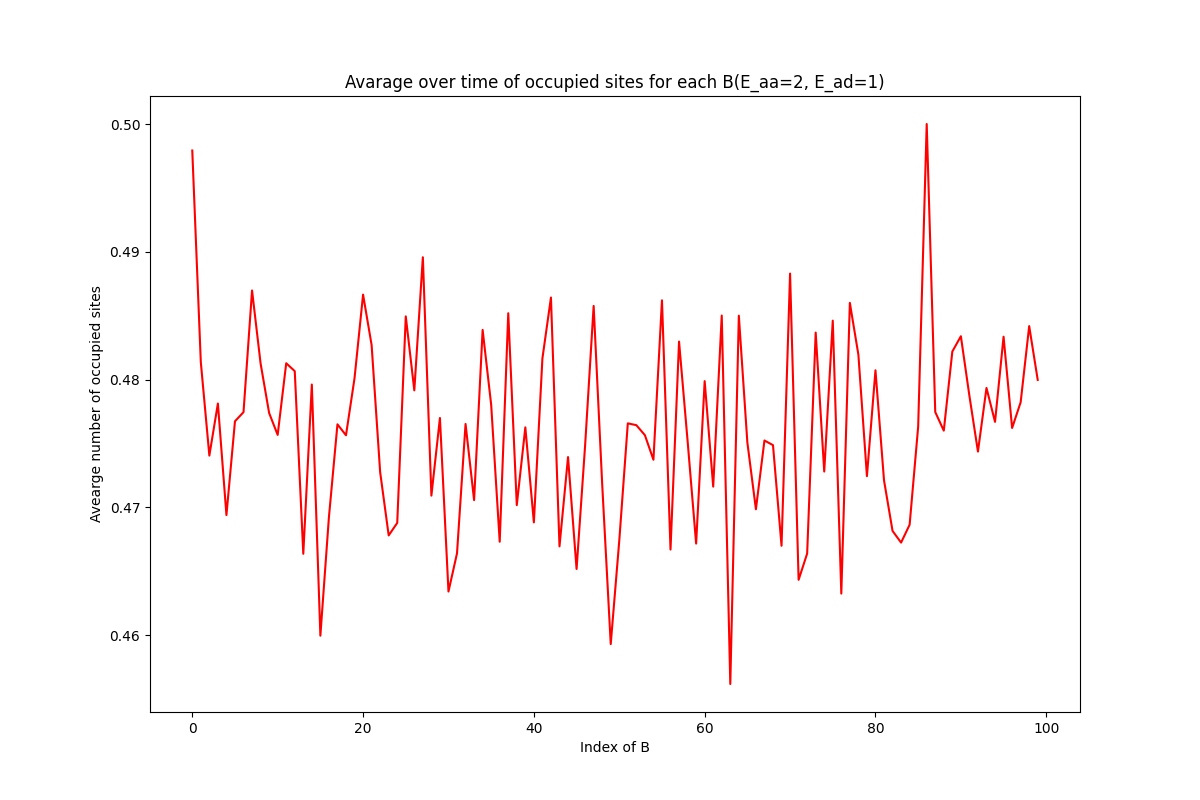 Avarage over time of occupied sites for each B(E_aa=2, E_ad=1)
0.50
0.49
0.48
0.47
0.46
Avearge number of occupied sites
0 20 40 60 80 100
Index of B